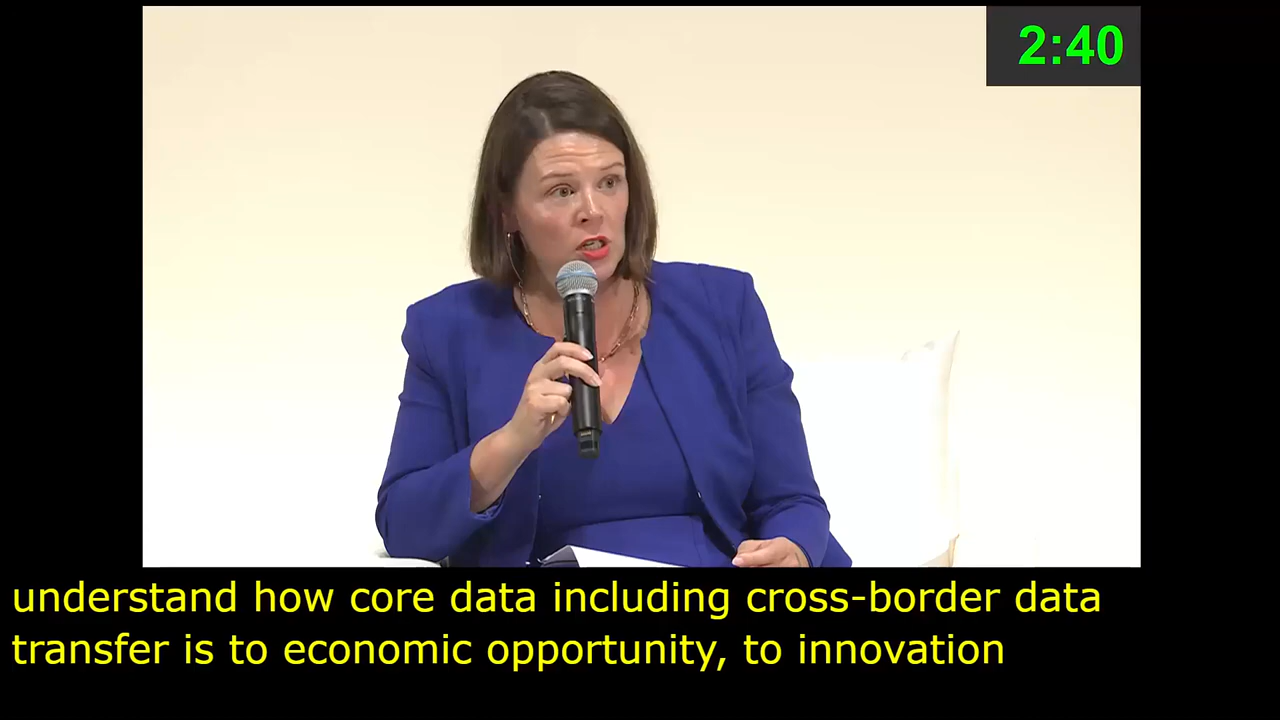 2:40
understand how core data including cross-border data
transfer is to economic opportunity, to innovation